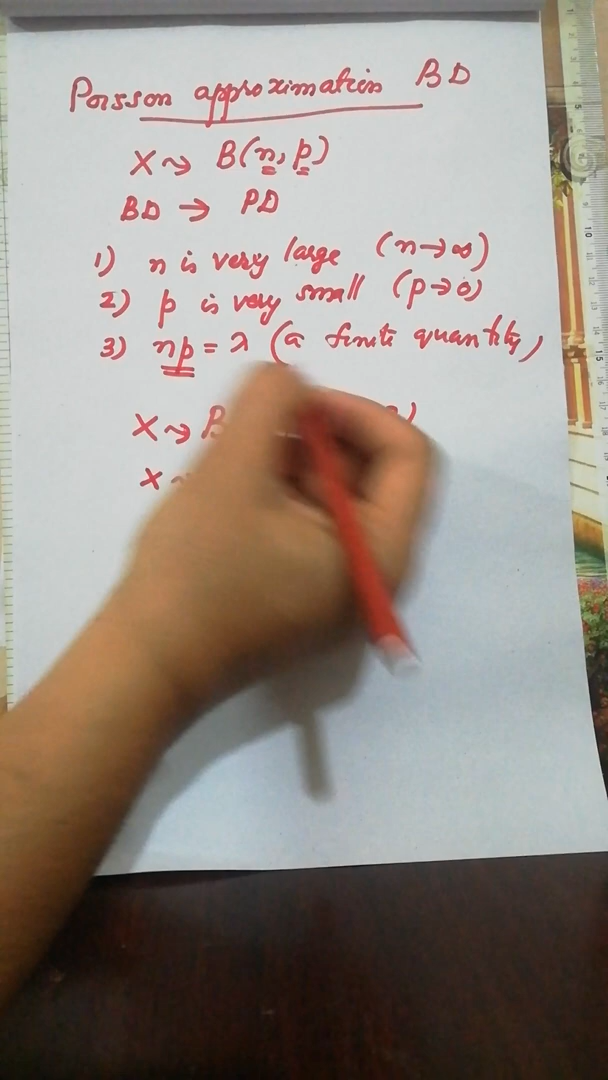 Poisson approximation BD
X ⇝ B(n, p)
BD → PD
1) n is very large (n→∞)
2) p is very small (p→0)
3) np = λ (a finite quantity)
X ⇝ B
X